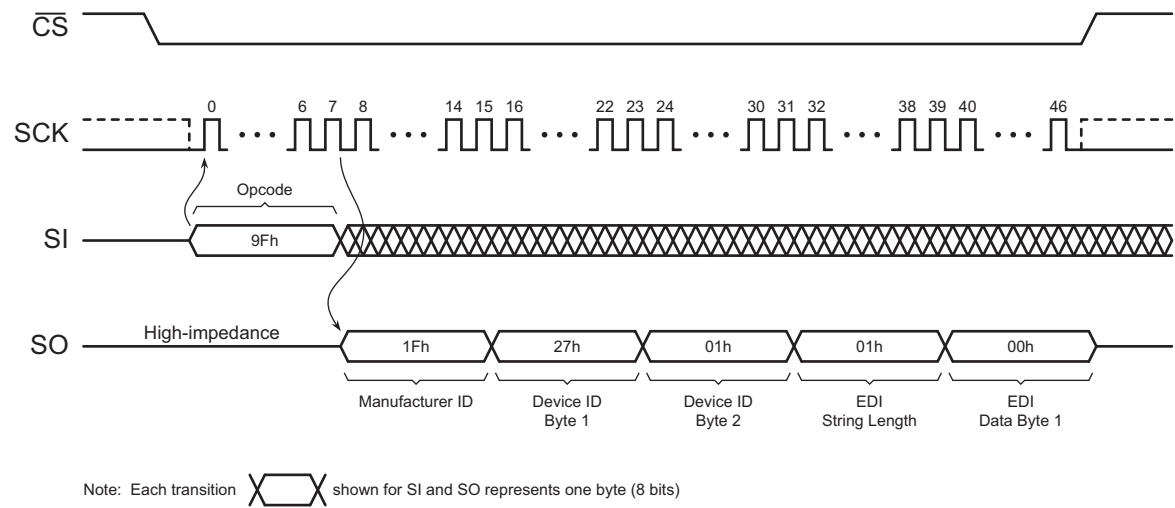 CS
0 6 7 8 14 15 16 22 23 24 30 31 32 38 39 40 46
SCK
Opcode
SI
9Fh
High-impedance
SO
1Fh 27h 01h 01h 00h
Manufacturer ID Device ID Device ID EDI EDI
Byte 1 Byte 2 String Length Data Byte 1
Note: Each transition shown for SI and SO represents one byte (8 bits)